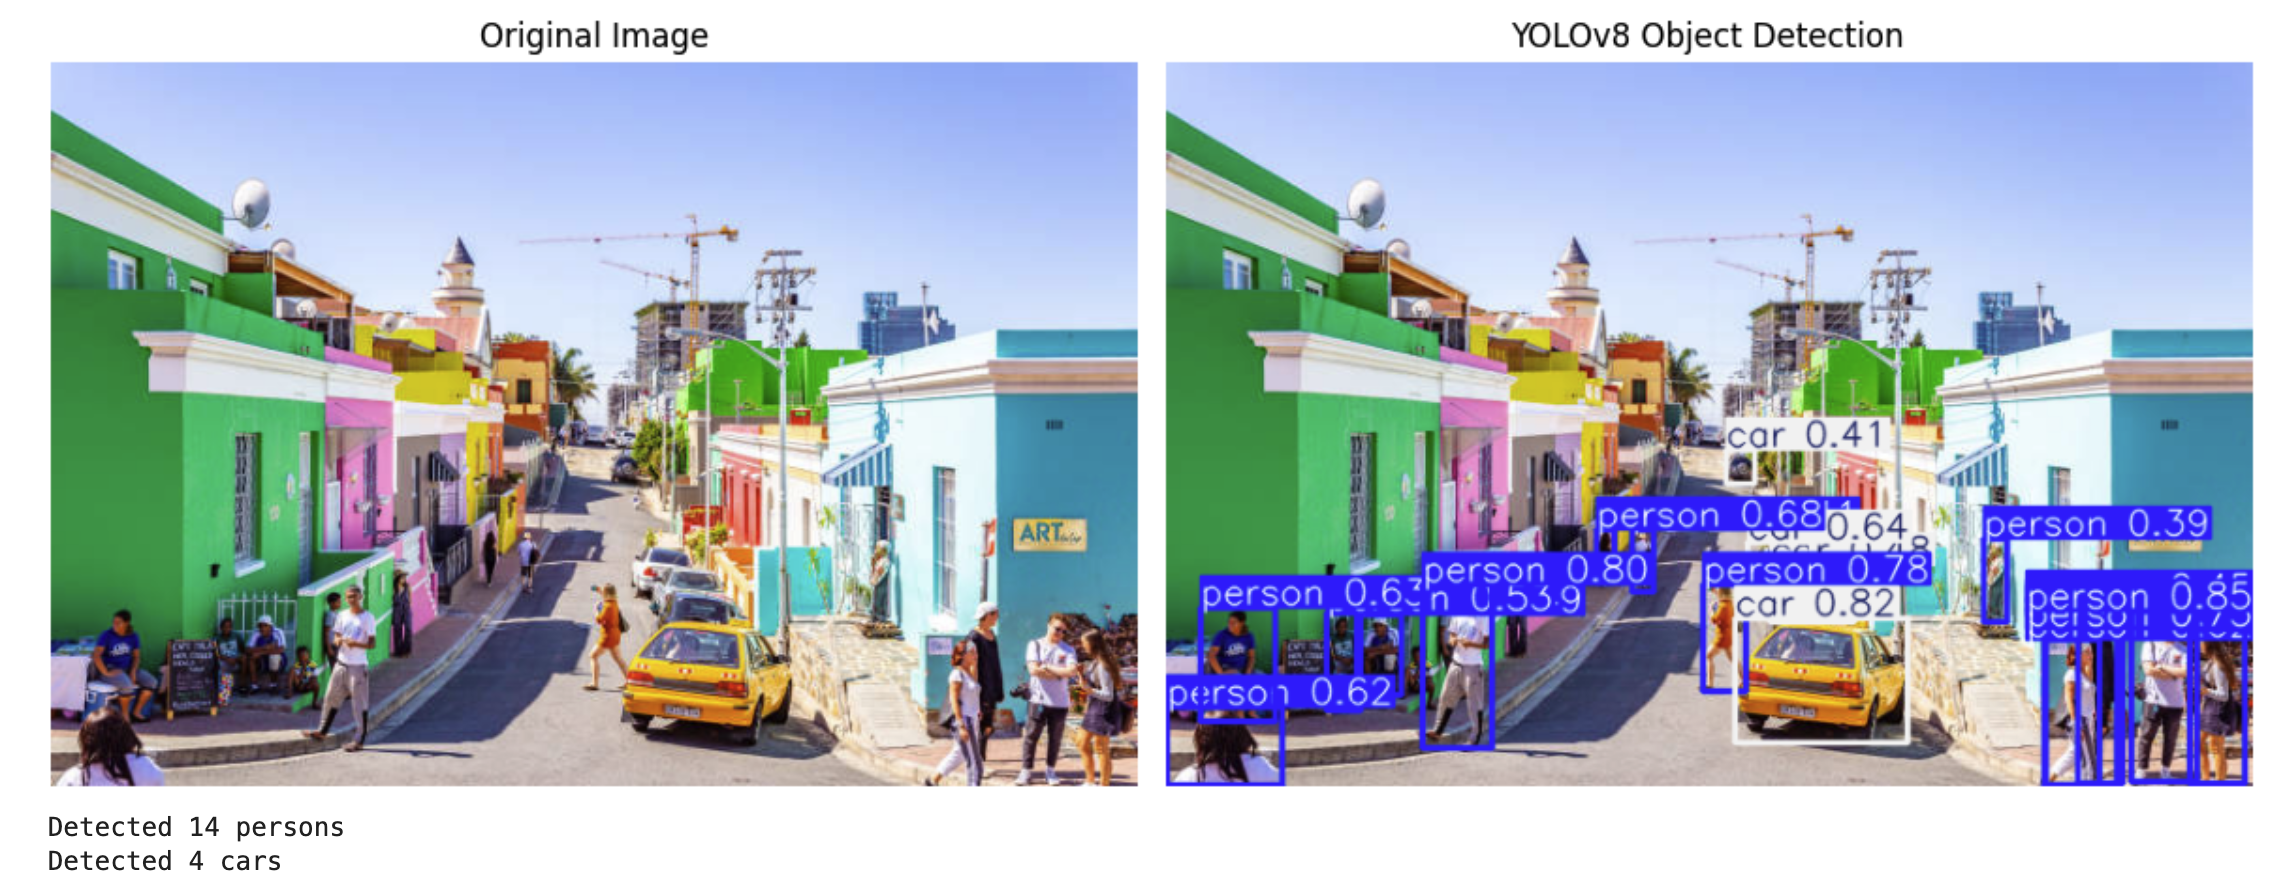 Original Image
YOLOv8 Object Detection
ART
car 0.41
person 0.68
0.64
person 0.39
person 0.80
person 0.78
person 0.63
0.53
car 0.82
person 0.85
person 0.62
Detected 14 persons
Detected 4 cars